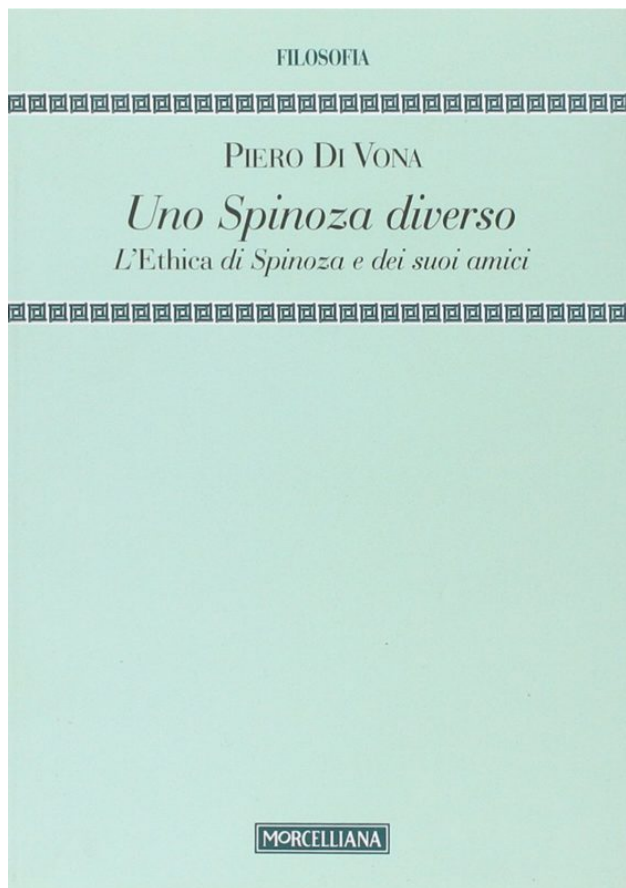 FILOSOFIA
PIERO DI VONA
Uno Spinoza diverso
L'Ethica di Spinoza e dei suoi amici
MORCELLIANA